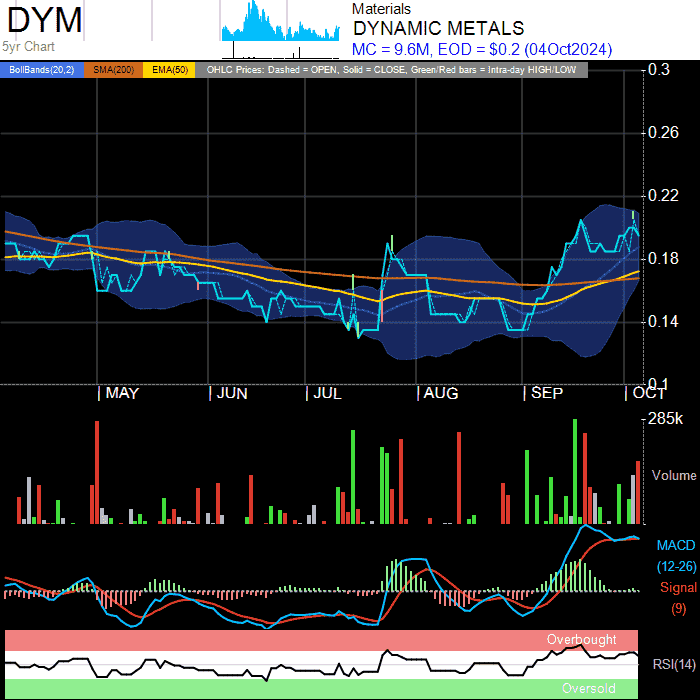 DYM
5yr Chart
Materials
DYNAMIC METALS
MC = 9.6M, EOD = $0.2 (04Oct2024)
BollBands(20,2) SMA(200) EMA(50) OHLC Prices: Dashed = OPEN, Solid = CLOSE, Green/Red bars = Intra-day HIGH/LOW
0.3
0.26
0.22
0.18
0.14
0.1
MAY JUN JUL AUG SEP OCT
285k
Volume
MACD
(12-26)
Signal
(9)
Overbought
RSI(14)
Oversold